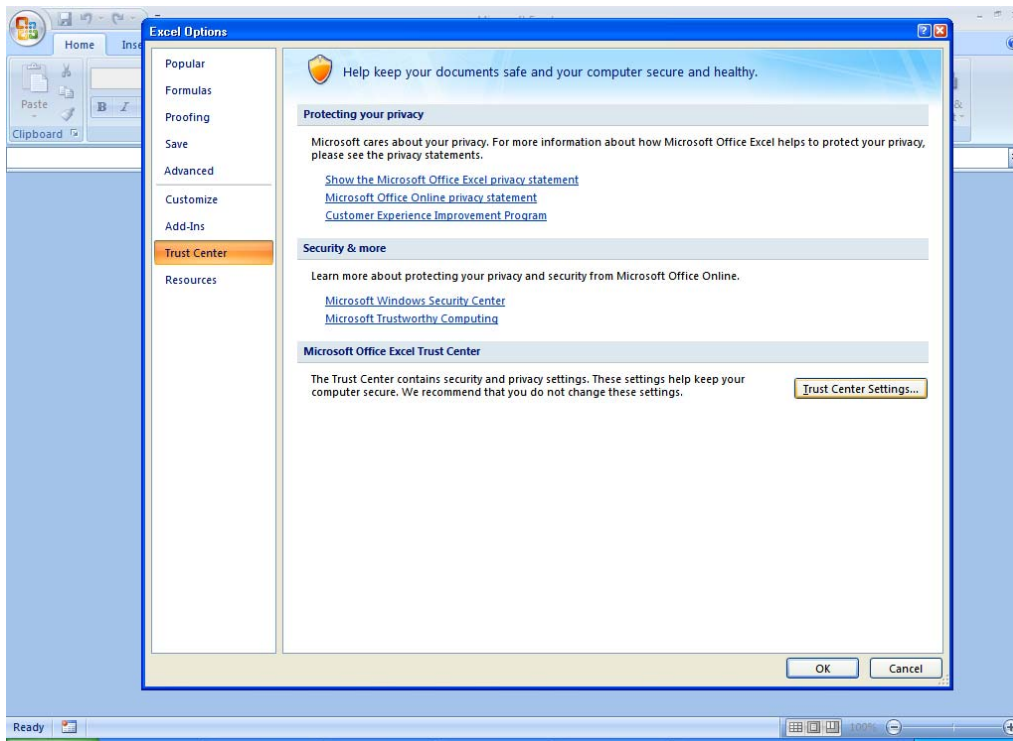 Excel Options
Home
Paste
B I
Clipboard
Popular
Formulas
Proofing
Save
Advanced
Customize
Add-Ins
Trust Center
Resources
Help keep your documents safe and your computer secure and healthy.
Protecting your privacy
Microsoft cares about your privacy. For more information about how Microsoft Office Excel helps to protect your privacy,
please see the privacy statements.
Show the Microsoft Office Excel privacy statement
Microsoft Office Online privacy statement
Customer Experience Improvement Program
Security & more
Learn more about protecting your privacy and security from Microsoft Office Online.
Microsoft Windows Security Center
Microsoft Trustworthy Computing
Microsoft Office Excel Trust Center
The Trust Center contains security and privacy settings. These settings help keep your
computer secure. We recommend that you do not change these settings.
Trust Center Settings...
OK Cancel
Ready 100%